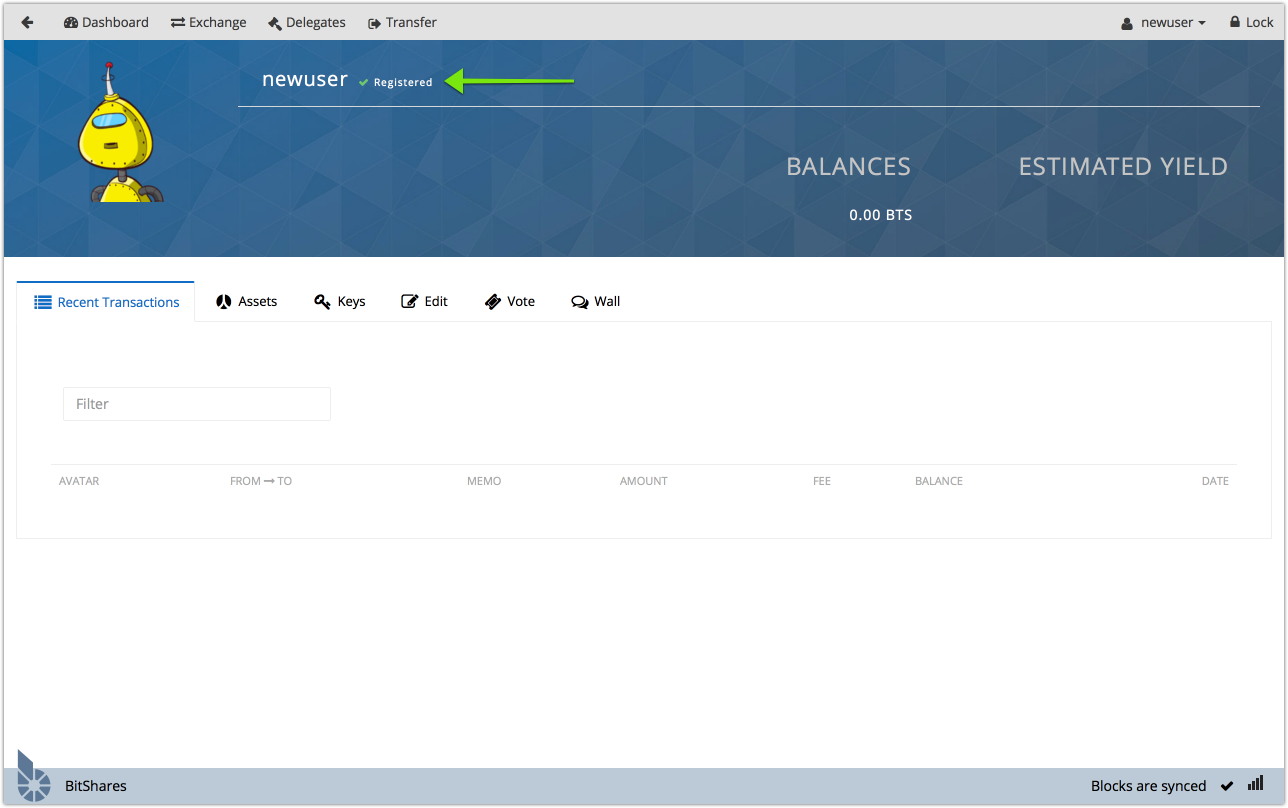 Dashboard Exchange Delegates Transfer newuser Lock
newuser Registered
BALANCES ESTIMATED YIELD
0.00 BTS
Recent Transactions Assets Keys Edit Vote Wall
Filter
AVATAR FROM TO MEMO AMOUNT FEE BALANCE DATE
BitShares Blocks are synced